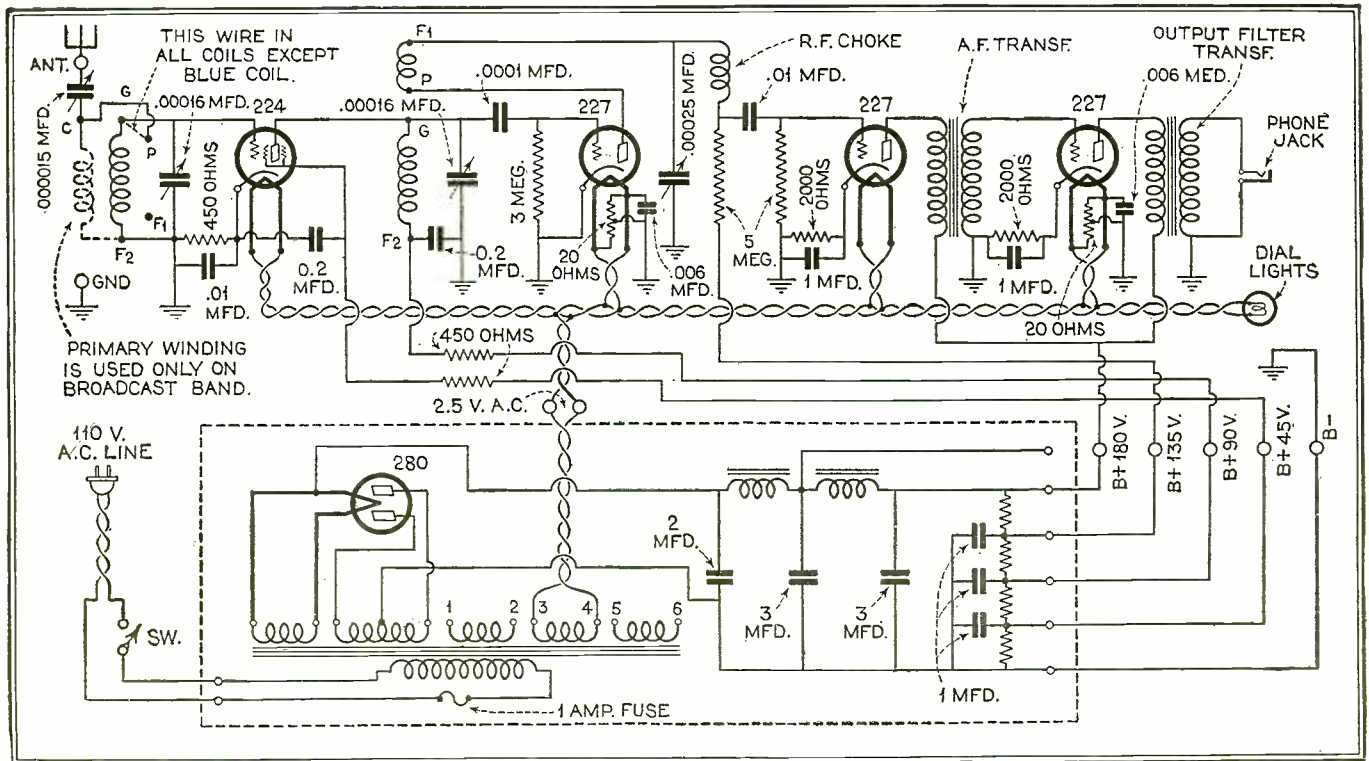 THIS WIRE IN
ALL COILS EXCEPT
BLUE COIL.
ANT.
G
.00016 MFD.
224
.000015 MFD.
C
P
F1
F2
450 OHMS
.01
MFD.
0.2
MFD.
GND
PRIMARY WINDING
IS USED ONLY ON
BROADCAST BAND.
F1
P
.0001 MFD.
.00016 MFD.
G
227
3 MEG.
F2
0.2
MFD.
20
OHMS
.006
MFD.
.00025 MFD.
R.F. CHOKE
.01 MFD.
227
5
MEG.
2000
OHMS
1 MFD.
A.F. TRANSF.
227
2000
OHMS
1 MFD.
20 OHMS
OUTPUT FILTER
TRANSF.
.006 MED.
PHONE
JACK
DIAL
LIGHTS
450 OHMS
2.5 V. A.C.
B+180 V.
B+135 V.
B+90V.
B+45V.
B-
110 V.
A.C. LINE
SW.
280
1 2 3 4 5 6
1 AMP. FUSE
2
MFD.
3
MFD.
3
MFD.
1 MFD.